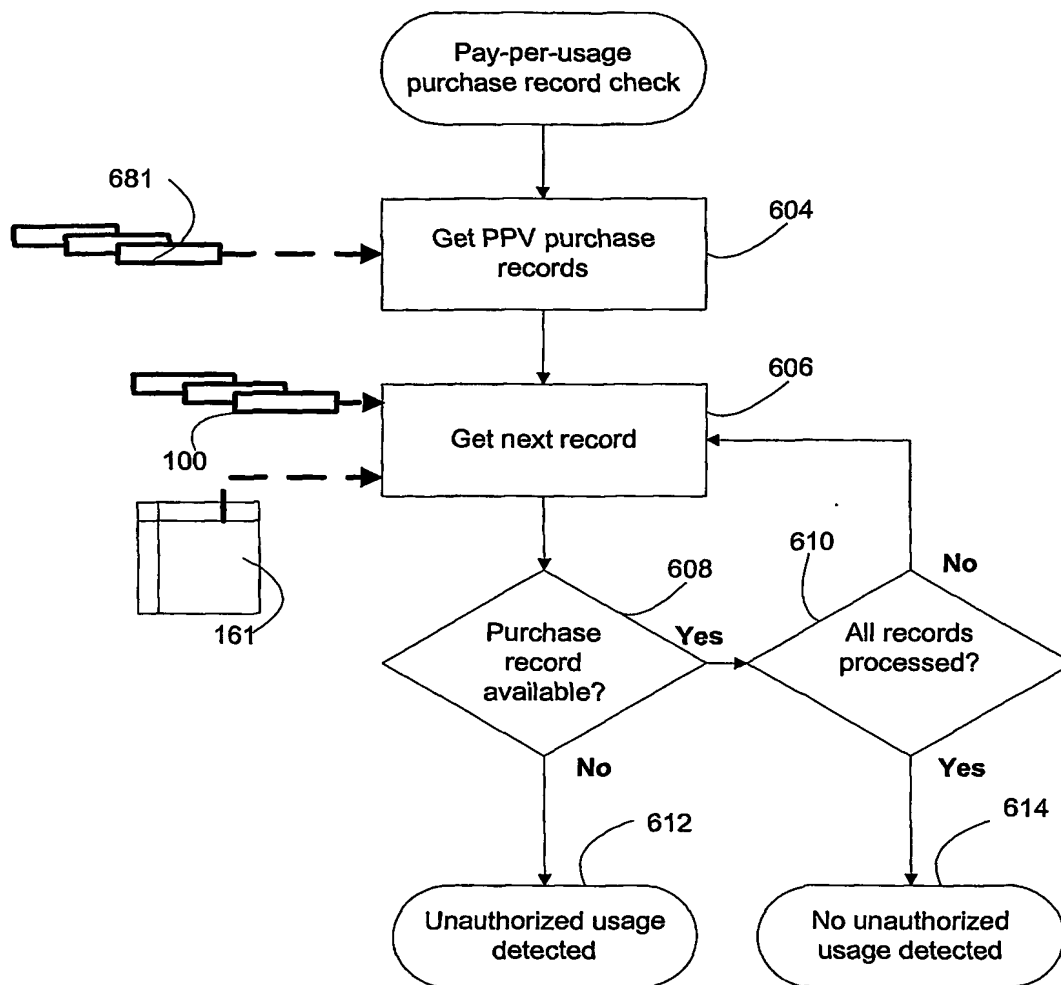 Pay-per-usage
purchase record check
681
604
Get PPV purchase
records
606
Get next record
100
161
608
610
No
Purchase
record
available?
Yes
All records
processed?
No
Yes
612
614
Unauthorized usage
detected
No unauthorized
usage detected